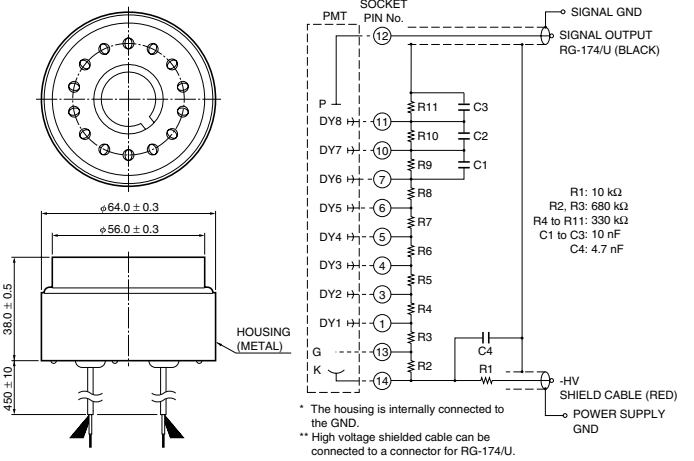 φ64.0 ± 0.3
φ56.0 ± 0.3
38.0 ± 0.5
450 ± 10
HOUSING
(METAL)
PMT
SOCKET
PIN No.
SIGNAL GND
SIGNAL OUTPUT
RG-174/U (BLACK)
12
P
R11
C3
DY8
11
R10
C2
DY7
10
R9
C1
DY6
7
R8
DY5
6
R7
DY4
5
R6
DY3
4
R5
DY2
3
R4
DY1
1
R3
G
13
R2
C4
K
14
R1
R1: 10 kΩ
R2, R3: 680 kΩ
R4 to R11: 330 kΩ
C1 to C3: 10 nF
C4: 4.7 nF
-HV
SHIELD CABLE (RED)
POWER SUPPLY
GND
* The housing is internally connected to
the GND.
** High voltage shielded cable can be
connected to a connector for RG-174/U.